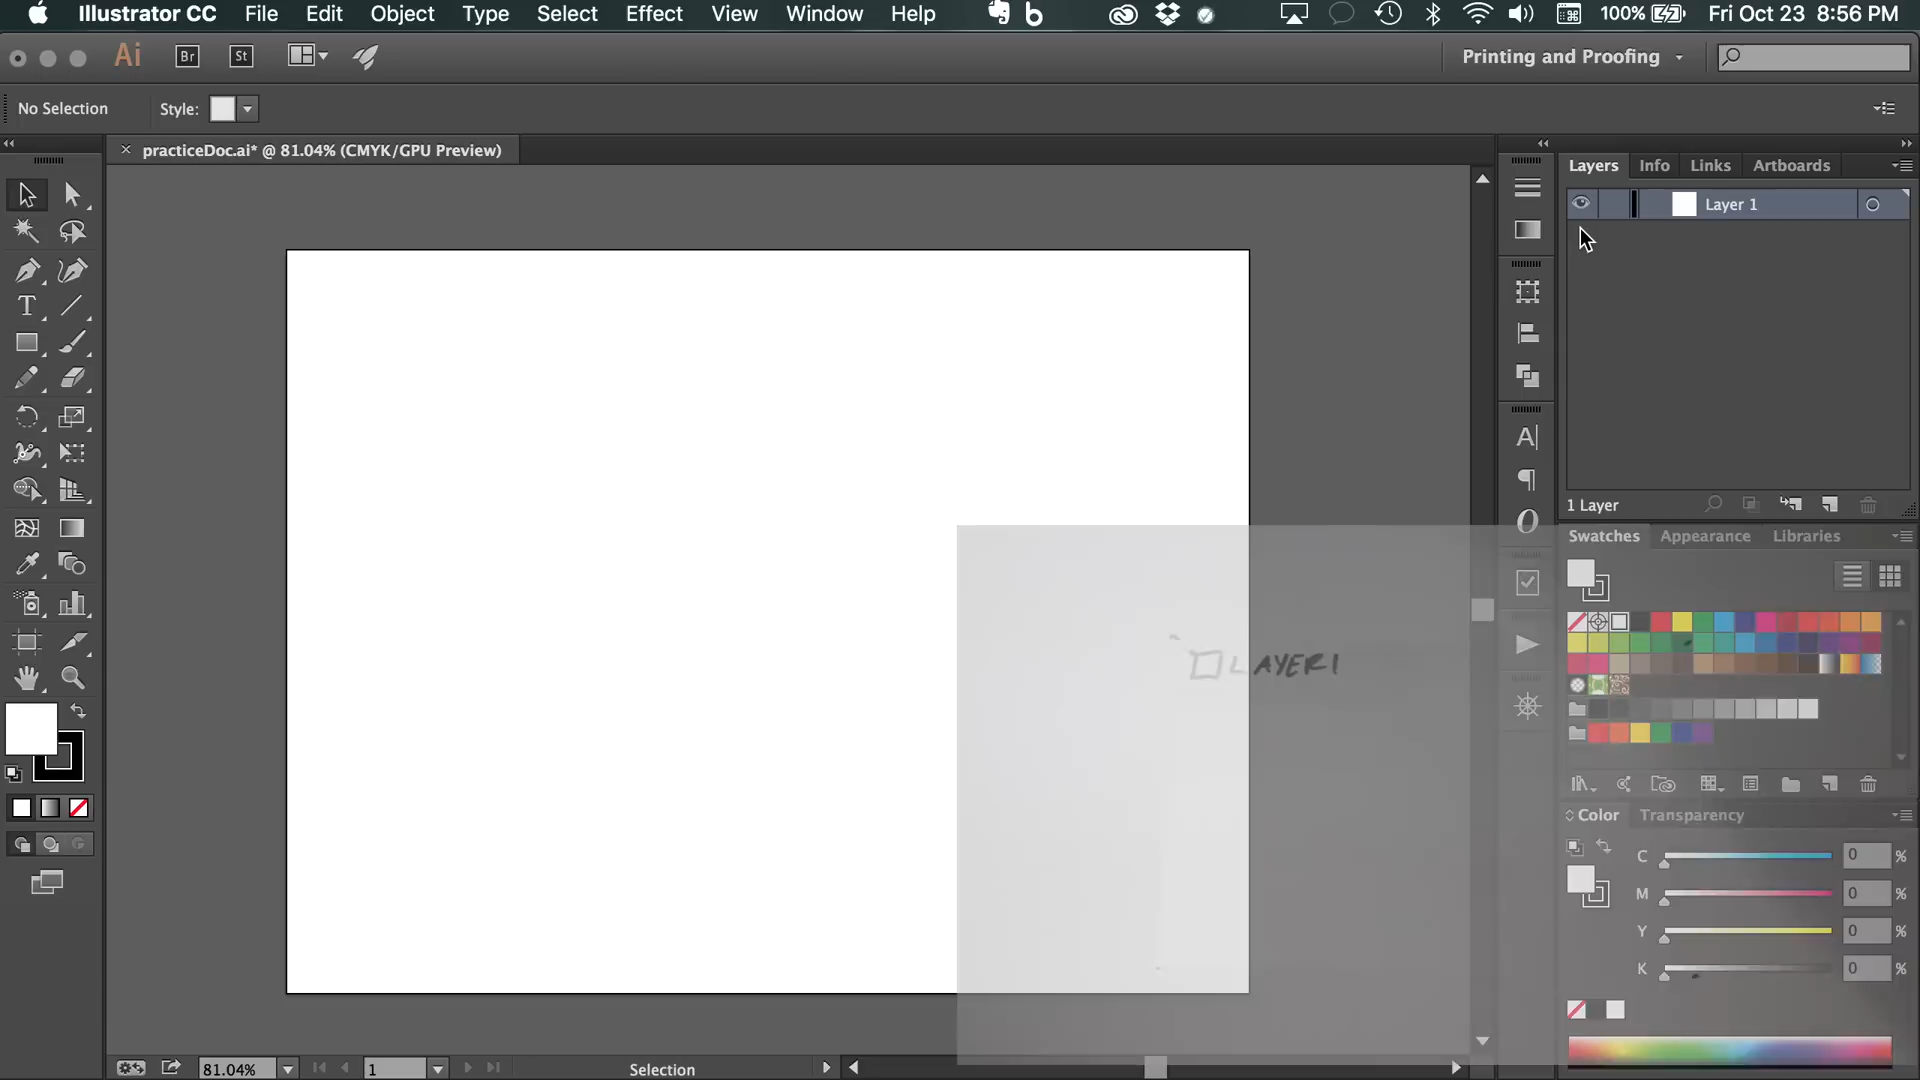 Illustrator CC File Edit Object Type Select Effect View Window Help 100% Fri Oct 23 8:56 PM
Ai Br St Printing and Proofing
No Selection Style:
× practiceDoc.ai* @ 81.04% (CMYK/GPU Preview)
Layers Info Links Artboards
Layer 1
1 Layer
Swatches Appearance Libraries
LAYER1
Color Transparency
C 0 %
M 0 %
Y 0 %
K 0 %
81.04% 1 Selection